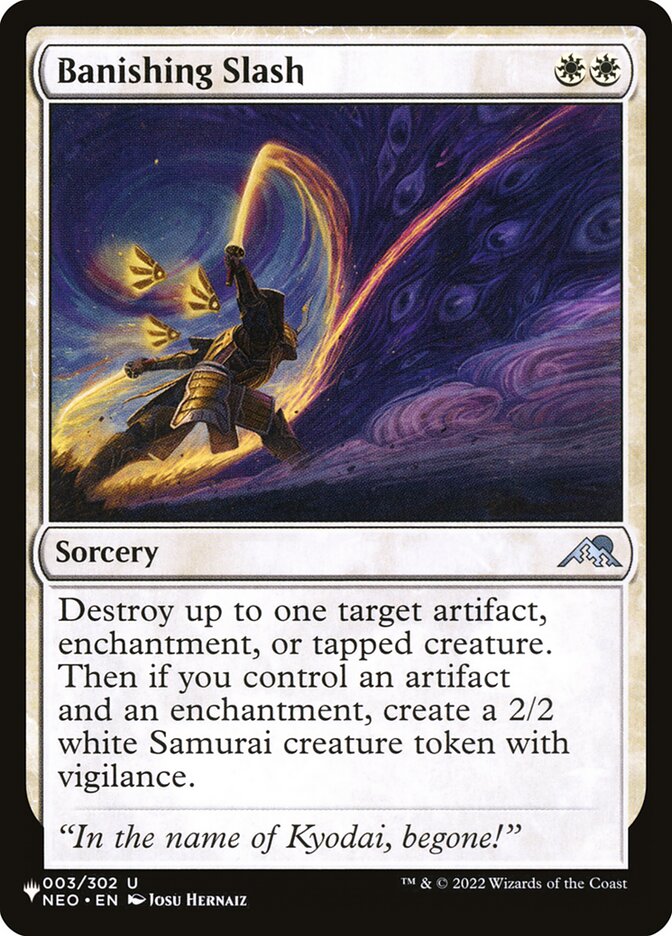 Banishing Slash
Sorcery
Destroy up to one target artifact,
enchantment, or tapped creature.
Then if you control an artifact
and an enchantment, create a 2/2
white Samurai creature token with
vigilance.
“In the name of Kyodai, begone!”
003/302 U
NEO • EN Josu Hernaiz
™ & © 2022 Wizards of the Coast